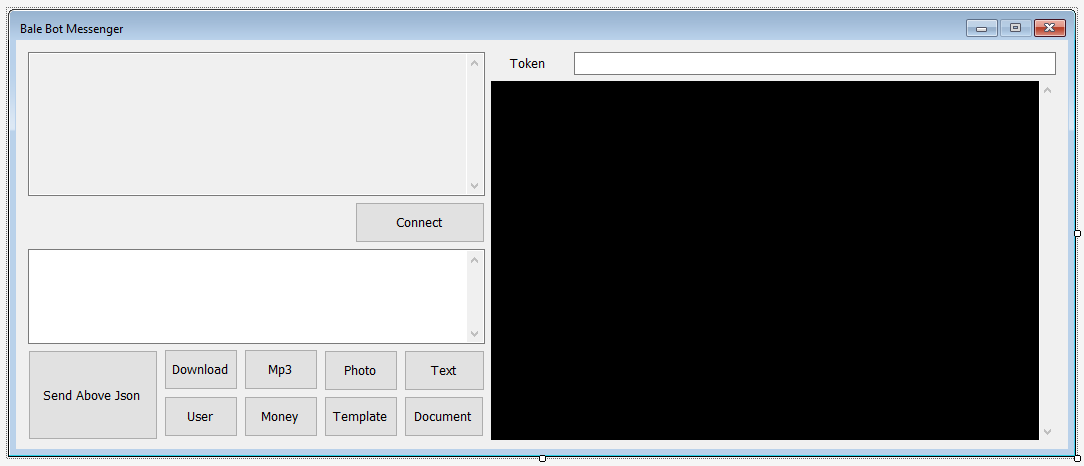 Bale Bot Messenger
Token
Connect
Send Above Json
Download
Mp3
Photo
Text
User
Money
Template
Document